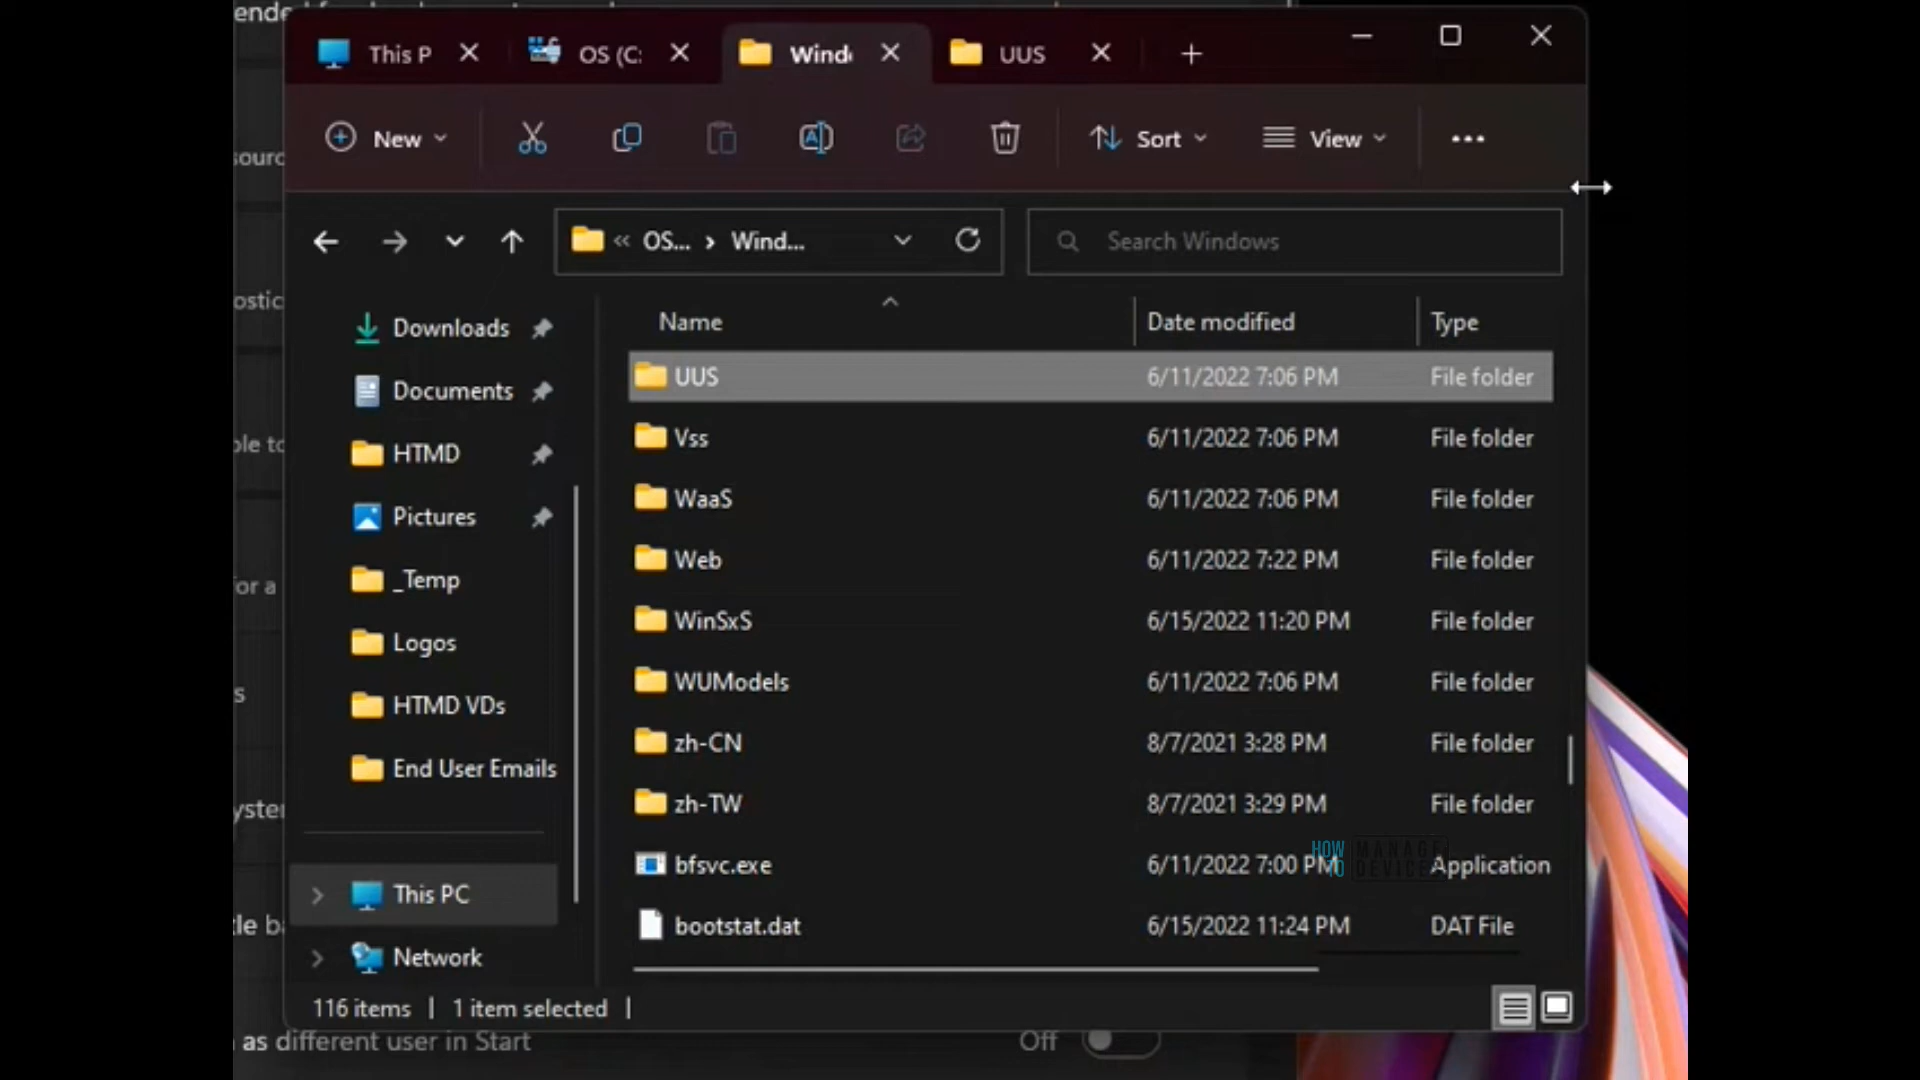 This P
OS (C:
Wind
UUS
New
Sort
View
OS... Wind...
Search Windows
Name
Date modified
Type
Downloads
Documents
HTMD
Pictures
_Temp
Logos
HTMD VDs
End User Emails
This PC
Network
UUS 6/11/2022 7:06 PM File folder
Vss 6/11/2022 7:06 PM File folder
WaaS 6/11/2022 7:06 PM File folder
Web 6/11/2022 7:22 PM File folder
WinSxS 6/15/2022 11:20 PM File folder
WUModels 6/11/2022 7:06 PM File folder
zh-CN 8/7/2021 3:28 PM File folder
zh-TW 8/7/2021 3:29 PM File folder
bfsvc.exe 6/11/2022 7:00 PM Application
bootstat.dat 6/15/2022 11:24 PM DAT File
HOW TO MANAGE DEVICES
116 items
1 item selected
as different user in Start
Off